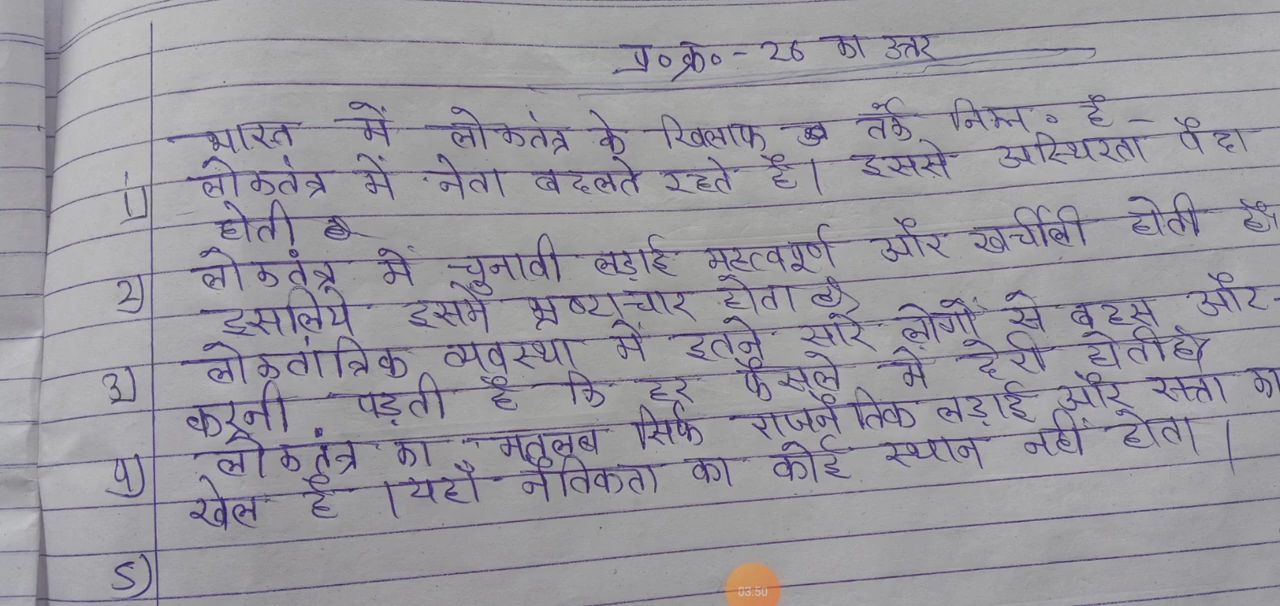 प्र०क्र०-26 का उत्तर
भारत में लोकतंत्र के खिलाफ तर्क निम्न० है -
1) लोकतंत्र में नेता बदलते रहते है। इससे अस्थिरता पैदा
होती है
2) लोकतंत्र में चुनावी लड़ाई महत्वपूर्ण और खर्चीली होती है,
इसलिये इसमें भ्रष्टाचार होता है
3) लोकतांत्रिक व्यवस्था में इतने सारे लोगों से बहस और
करनी पड़ती है कि हर फैसले में देरी होती है
4) लोकतंत्र का मतलब सिर्फ राजनैतिक लड़ाई और सत्ता का
खेल है। यहाँ नैतिकता का कोई स्थान नहीं होता।
5)
03:50